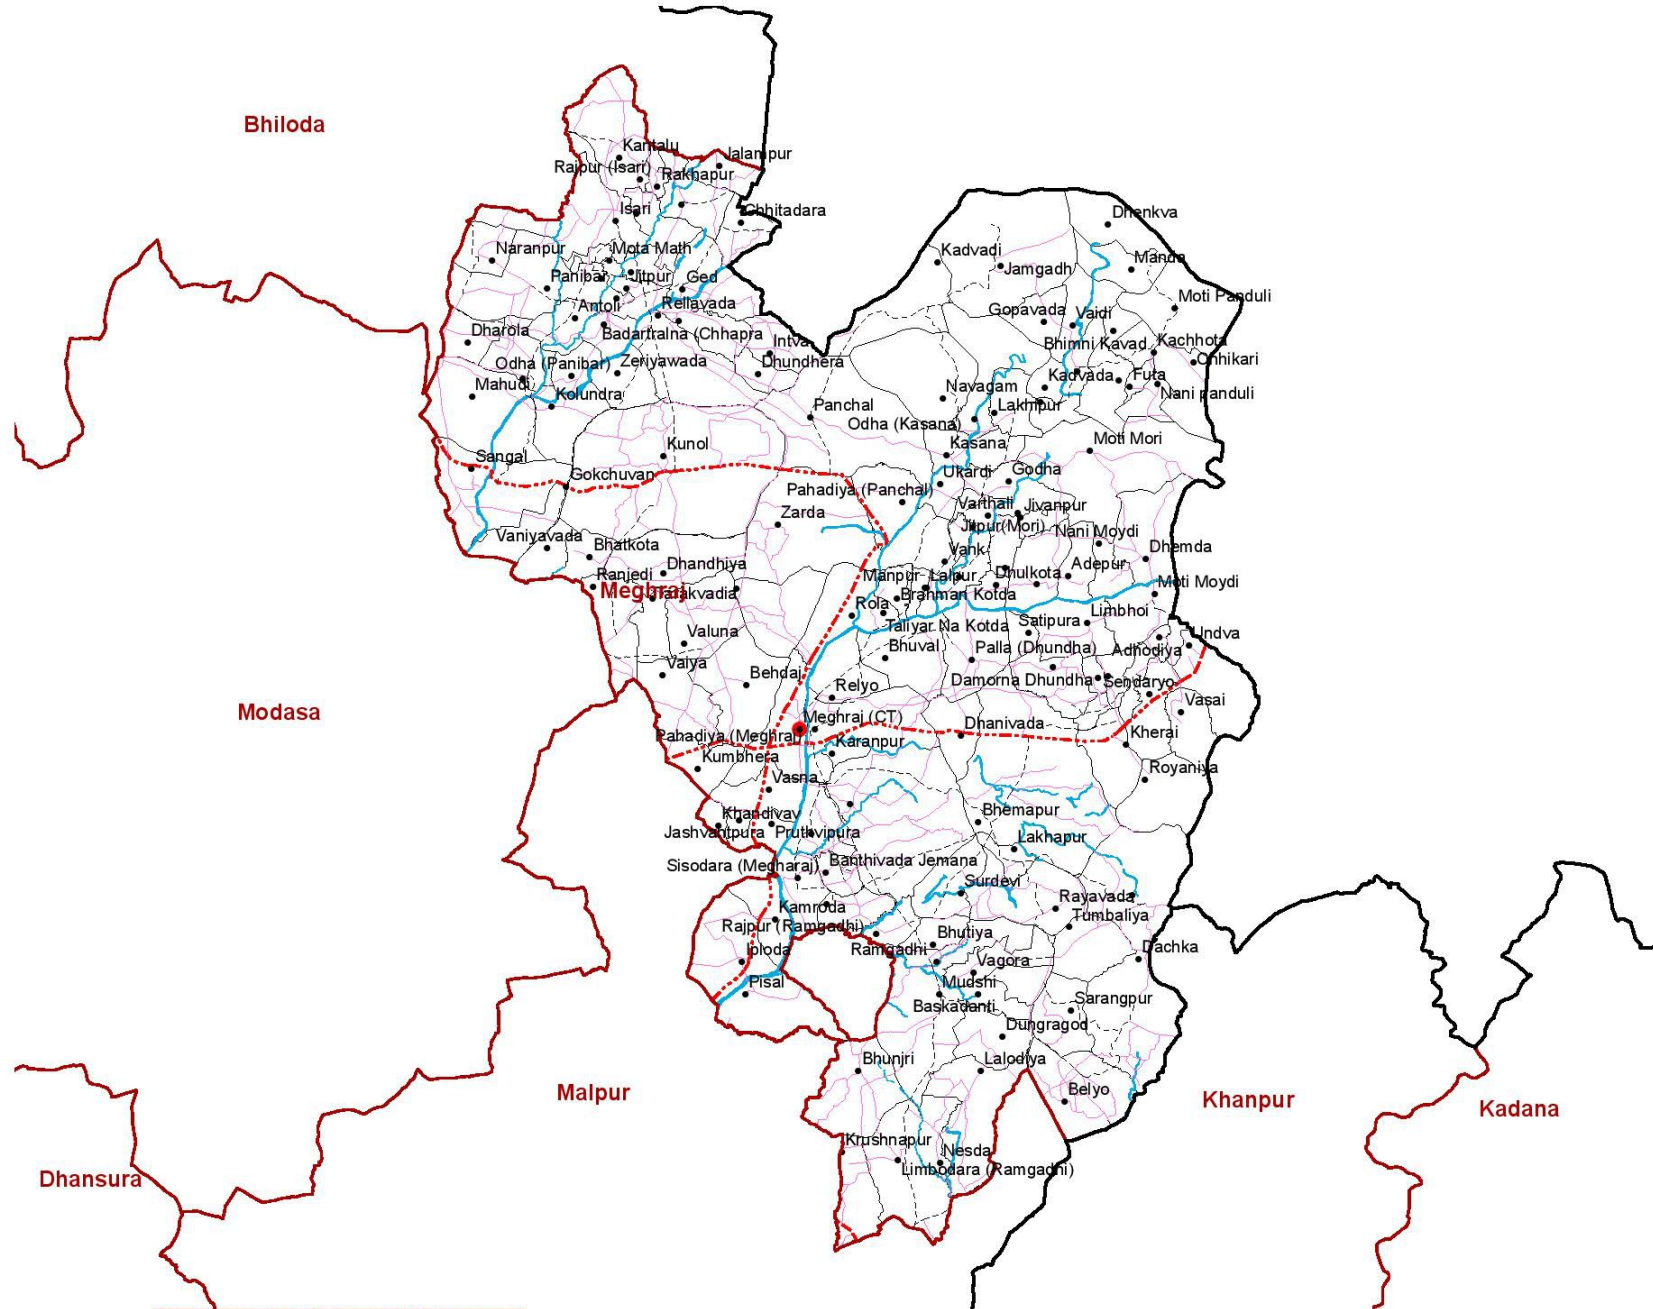 Bhiloda
Kantalu
Jalampur
Rajpur (Isari)
Rakhapur
Isari
Chhitadara
Dhenkva
Naranpur
Mota Math
Kadvadi
Manda
Jamgadh
Panibar
Jitpur
Ged
Moti Panduli
Antoli
Rellavada
Gopavada
Vaidi
Dharola
Badartralna (Chhapra
Intva
Bhimni Kavad
Kachhota
Odha (Panibar)
Zeriyawada
Dhundhera
Chhikari
Mahudi
Kolundra
Navagam
Kadvada
Futa
Nani panduli
Panchal
Lakhipur
Odha (Kasana)
Kunol
Kasana
Moti Mori
Sangal
Gokchuvan
Ukardi
Godha
Pahadiya (Panchal)
Zarda
Varthali
Jivanpur
Jitpur(Mori)
Nani Moydi
Vaniyavada
Bhatkota
Vank
Dhemda
Dhandhiya
Adepur
Ranjedi
Manpur
Lalpur
Dhulkota
Moti Moydi
Meghraj
Brahman Kotda
Rola
Limbhoi
Taliyar Na Kotda
Satipura
Valuna
Undva
Bhuval
Palla (Dhundha)
Adhodiya
Vaiya
Behdaj
Relyo
Damorna Dhundha
Sendaryo
Vasai
Modasa
Meghraj (CT)
Dhanivada
Pahadiya (Meghraj)
Karanpur
Kherai
Kumbhera
Vasna
Royaniya
Khandivav
Bhemapur
Jashvantpura
Pruthvipura
Lakhapur
Sisodara (Megharaj)
Banthivada Jemana
Surdevi
Kamroda
Rayavada
Tumbaliya
Rajpur (Ramgadhi)
Bhutiya
Iploda
Ramgadhi
Dachka
Vagora
Pisal
Mudshi
Baskadanti
Sarangpur
Dungragod
Bhunjri
Lalodiya
Malpur
Belyo
Khanpur
Kadana
Krushnapur
Nesda
Limbodara (Ramgadhi)
Dhansura